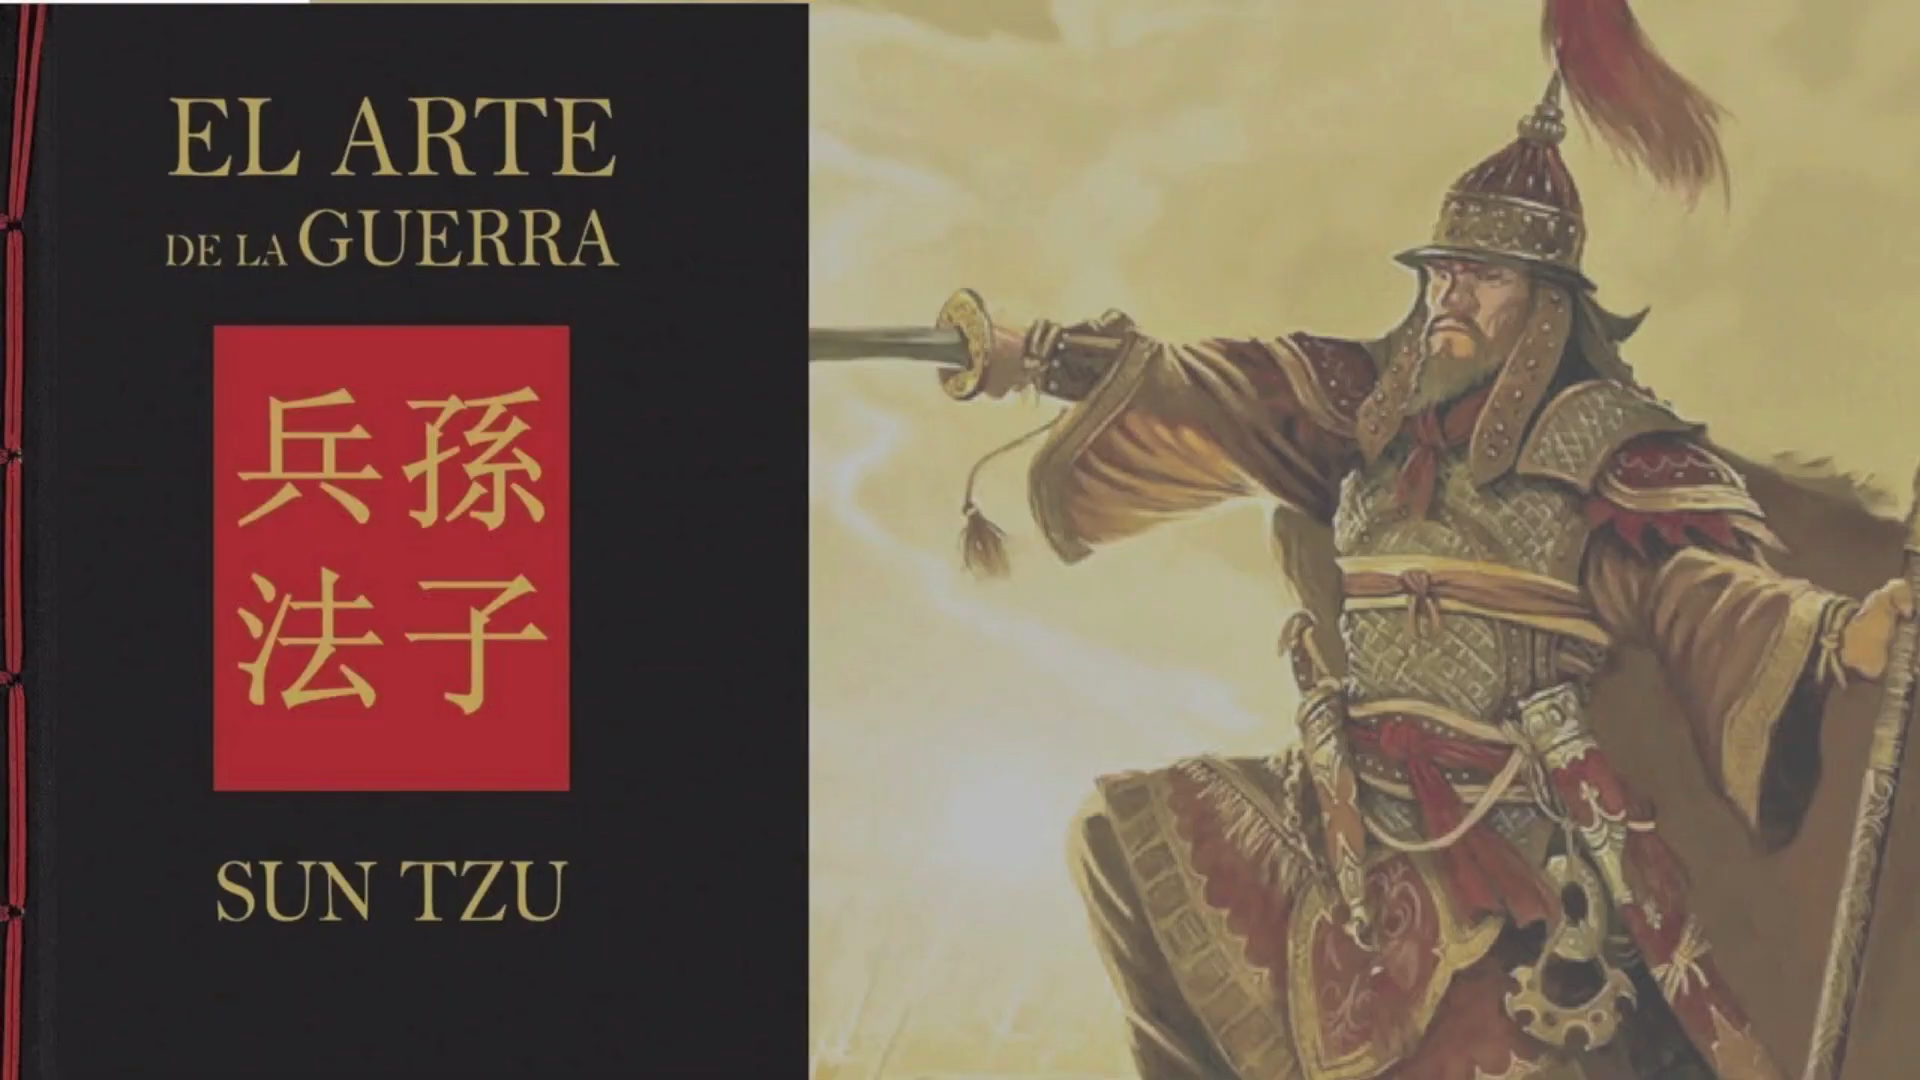 EL ARTE
DE LA GUERRA
孫子
兵法
SUN TZU